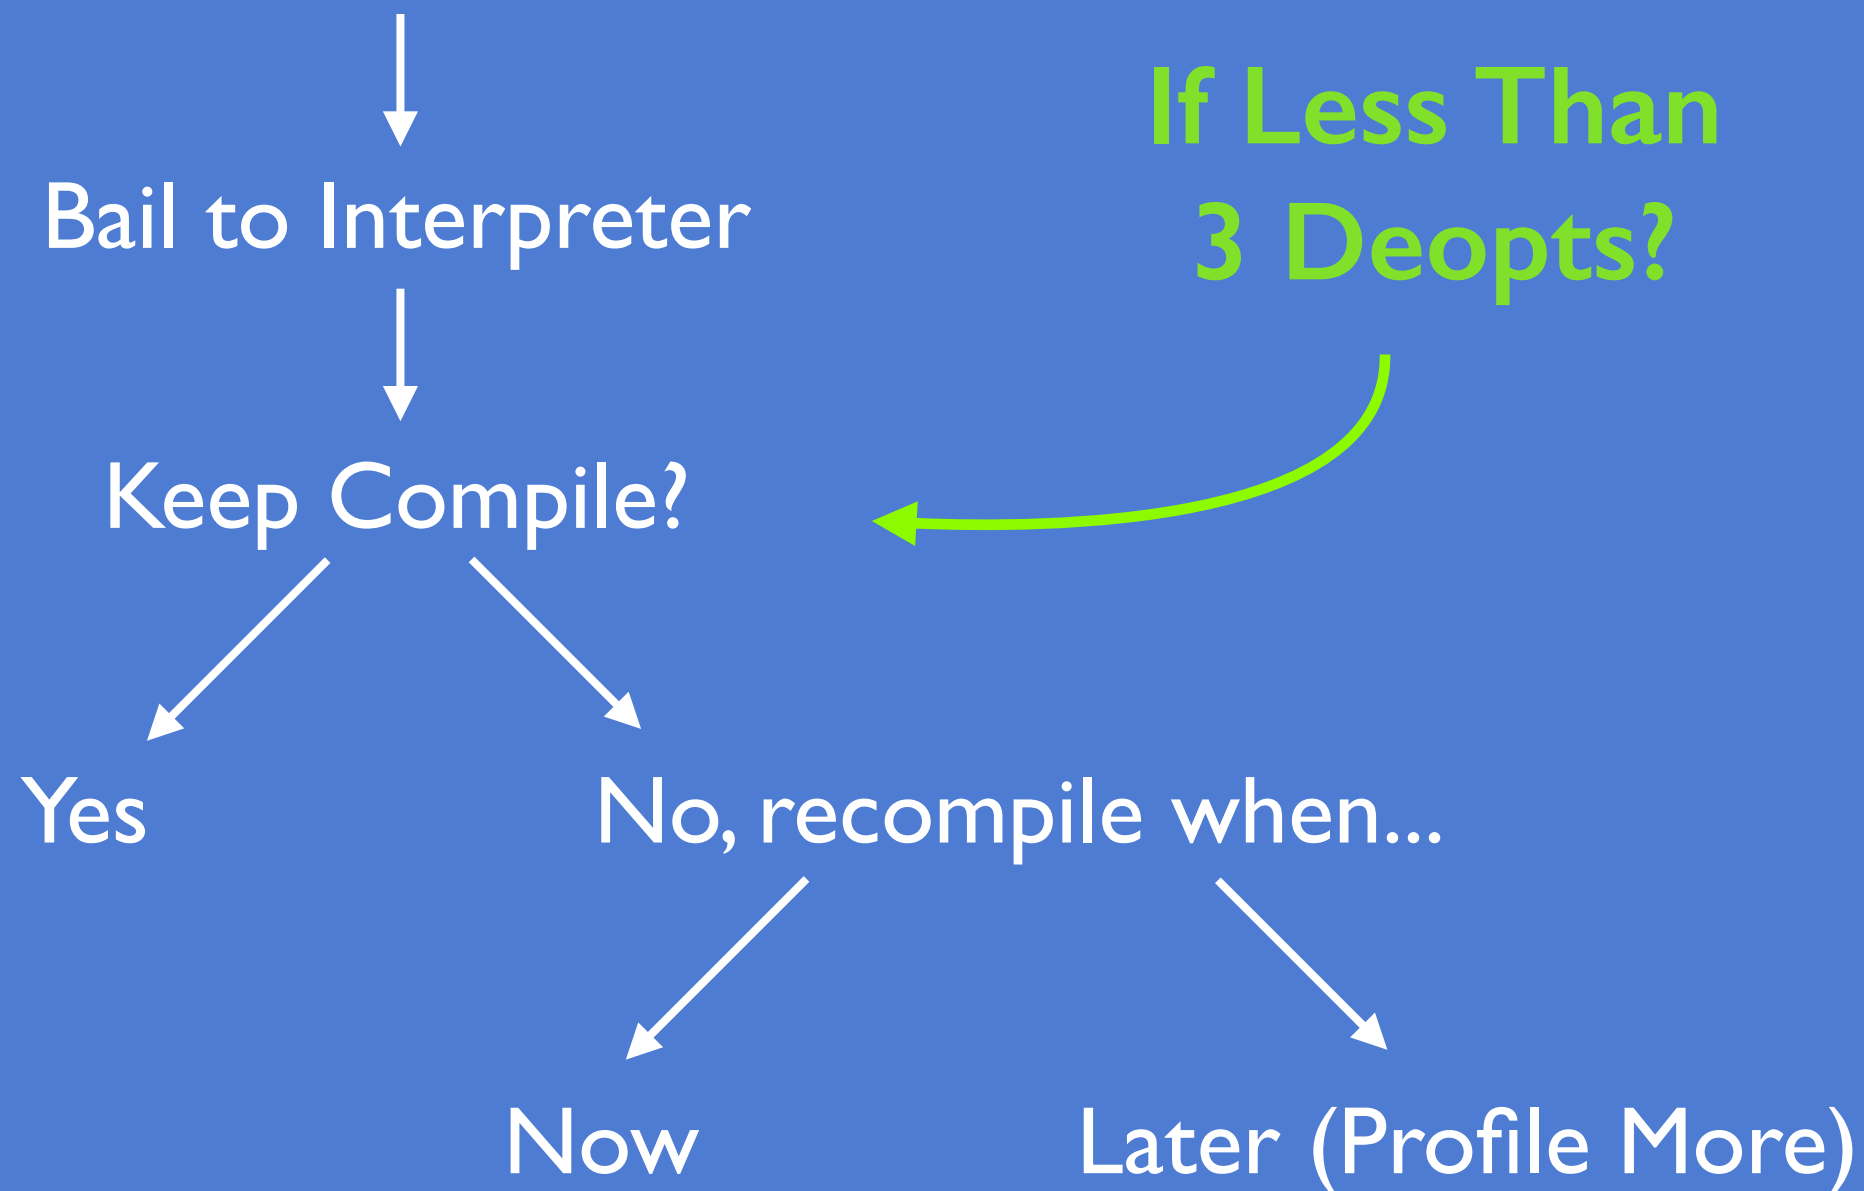 If Less Than
3 Deopts?
Bail to Interpreter
Keep Compile?
Yes
No, recompile when...
Now
Later (Profile More)